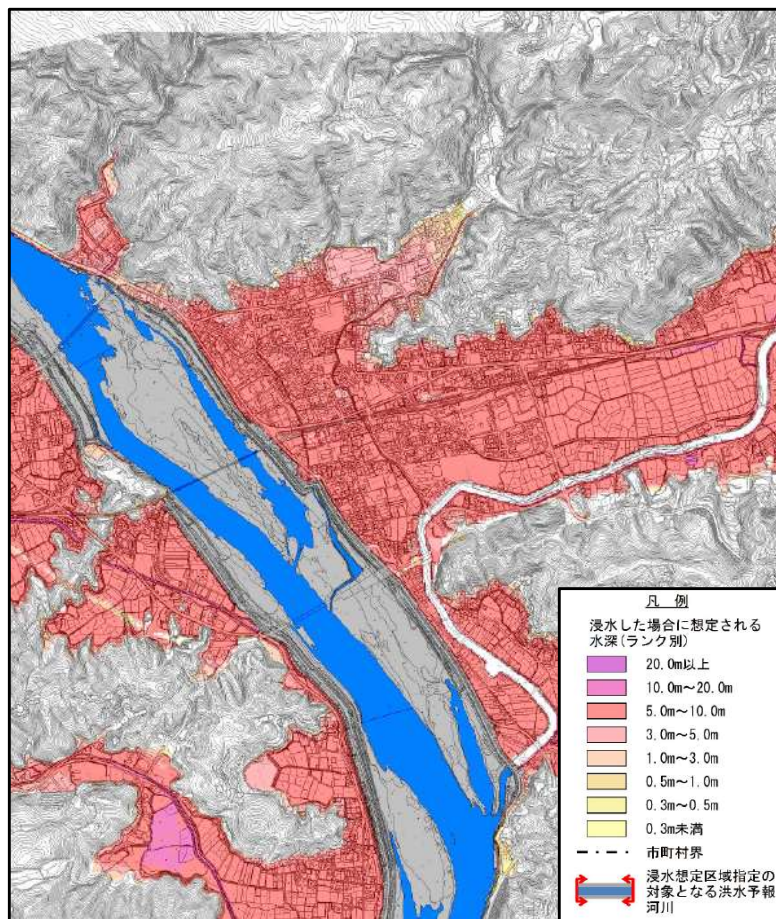 凡 例
浸水した場合に想定される
水深(ランク別)
20.0m以上
10.0m~20.0m
5.0m~10.0m
3.0m~5.0m
1.0m~3.0m
0.5m~1.0m
0.3m~0.5m
0.3m未満
市町村界
浸水想定区域指定の
対象となる洪水予報
河川